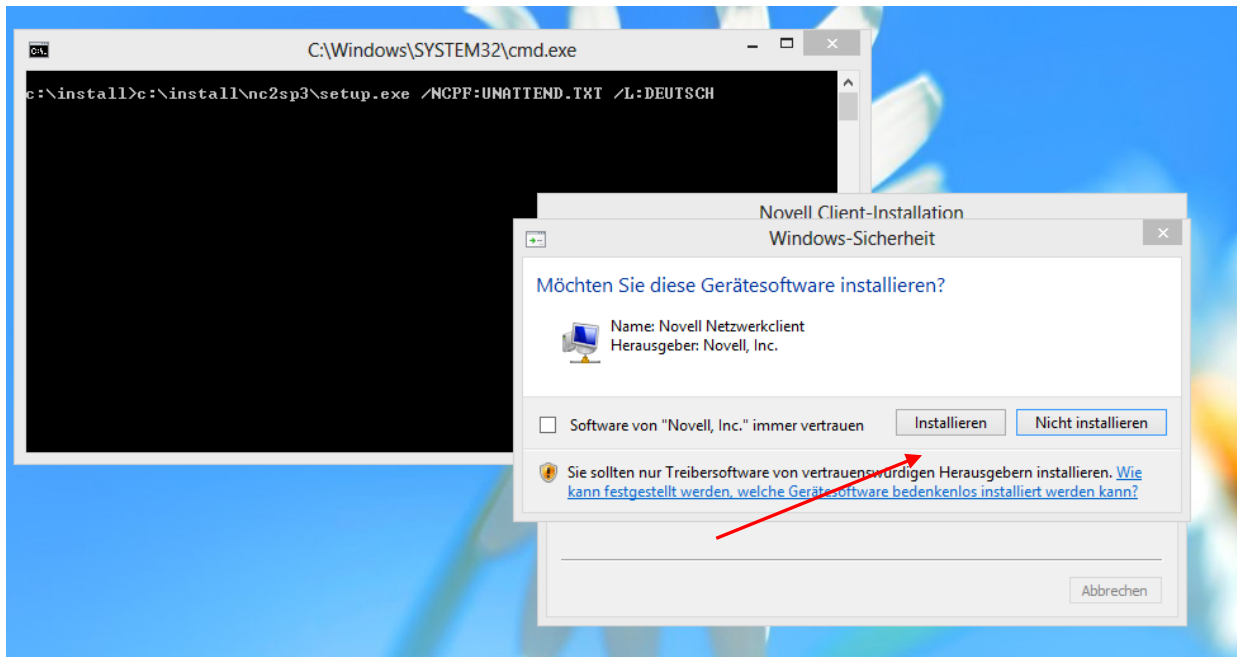 C:\Windows\SYSTEM32\cmd.exe
c:\install>c:\install\nc2sp3\setup.exe /NCPF:UNATTEND.TXT /L:DEUTSCH
Novell Client-Installation
Windows-Sicherheit
Möchten Sie diese Gerätesoftware installieren?
Name: Novell Netzwerkclient
Herausgeber: Novell, Inc.
Software von "Novell, Inc." immer vertrauen
Installieren
Nicht installieren
Sie sollten nur Treibersoftware von vertrauenswürdigen Herausgebern installieren. Wie
kann festgestellt werden, welche Gerätesoftware bedenkenlos installiert werden kann?
Abbrechen